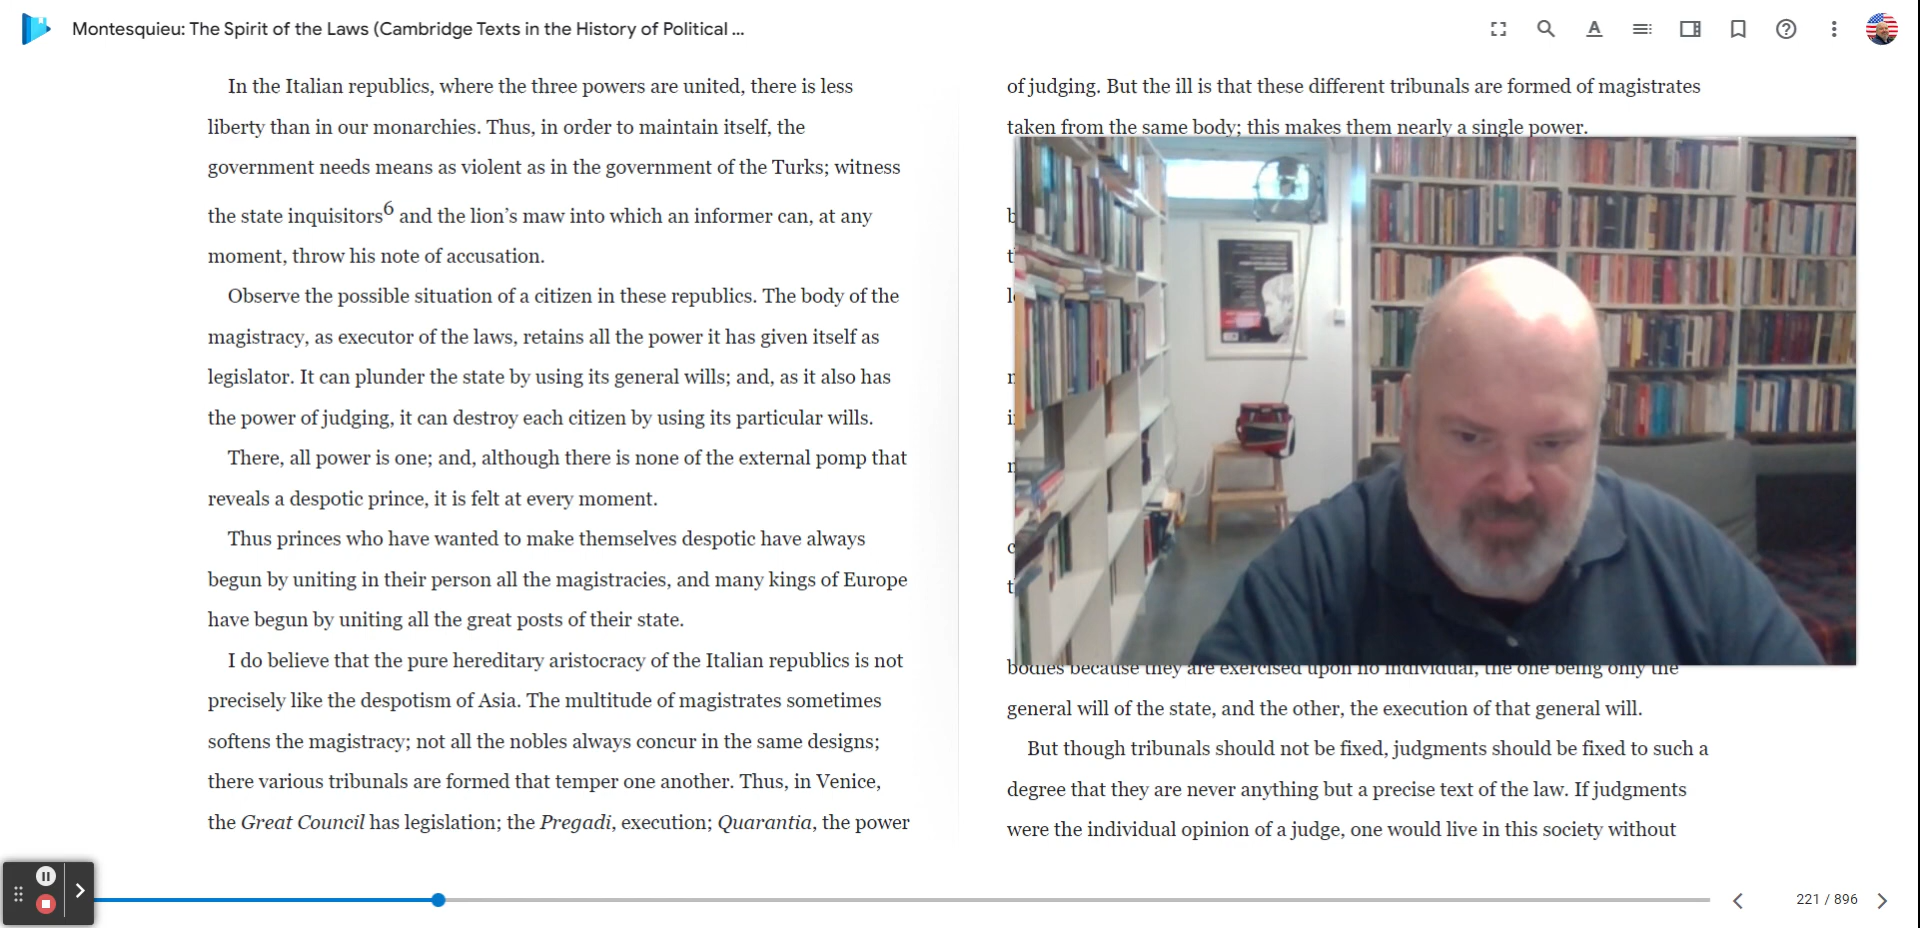 Montesquieu: The Spirit of the Laws (Cambridge Texts in the History of Political ...
In the Italian republics, where the three powers are united, there is less
liberty than in our monarchies. Thus, in order to maintain itself, the
government needs means as violent as in the government of the Turks; witness
the state inquisitors6 and the lion’s maw into which an informer can, at any
moment, throw his note of accusation.
Observe the possible situation of a citizen in these republics. The body of the
magistracy, as executor of the laws, retains all the power it has given itself as
legislator. It can plunder the state by using its general wills; and, as it also has
the power of judging, it can destroy each citizen by using its particular wills.
There, all power is one; and, although there is none of the external pomp that
reveals a despotic prince, it is felt at every moment.
Thus princes who have wanted to make themselves despotic have always
begun by uniting in their person all the magistracies, and many kings of Europe
have begun by uniting all the great posts of their state.
I do believe that the pure hereditary aristocracy of the Italian republics is not
precisely like the despotism of Asia. The multitude of magistrates sometimes
softens the magistracy; not all the nobles always concur in the same designs;
there various tribunals are formed that temper one another. Thus, in Venice,
the Great Council has legislation; the Pregadi, execution; Quarantia, the power
of judging. But the ill is that these different tribunals are formed of magistrates
taken from the same body; this makes them nearly a single power.
bodies because they are exercised upon no individual, the one being only the
general will of the state, and the other, the execution of that general will.
But though tribunals should not be fixed, judgments should be fixed to such a
degree that they are never anything but a precise text of the law. If judgments
were the individual opinion of a judge, one would live in this society without
221 / 896